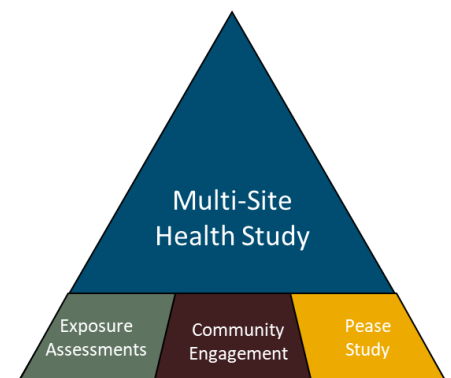 Multi-Site
Health Study
Exposure
Assessments
Community
Engagement
Pease
Study